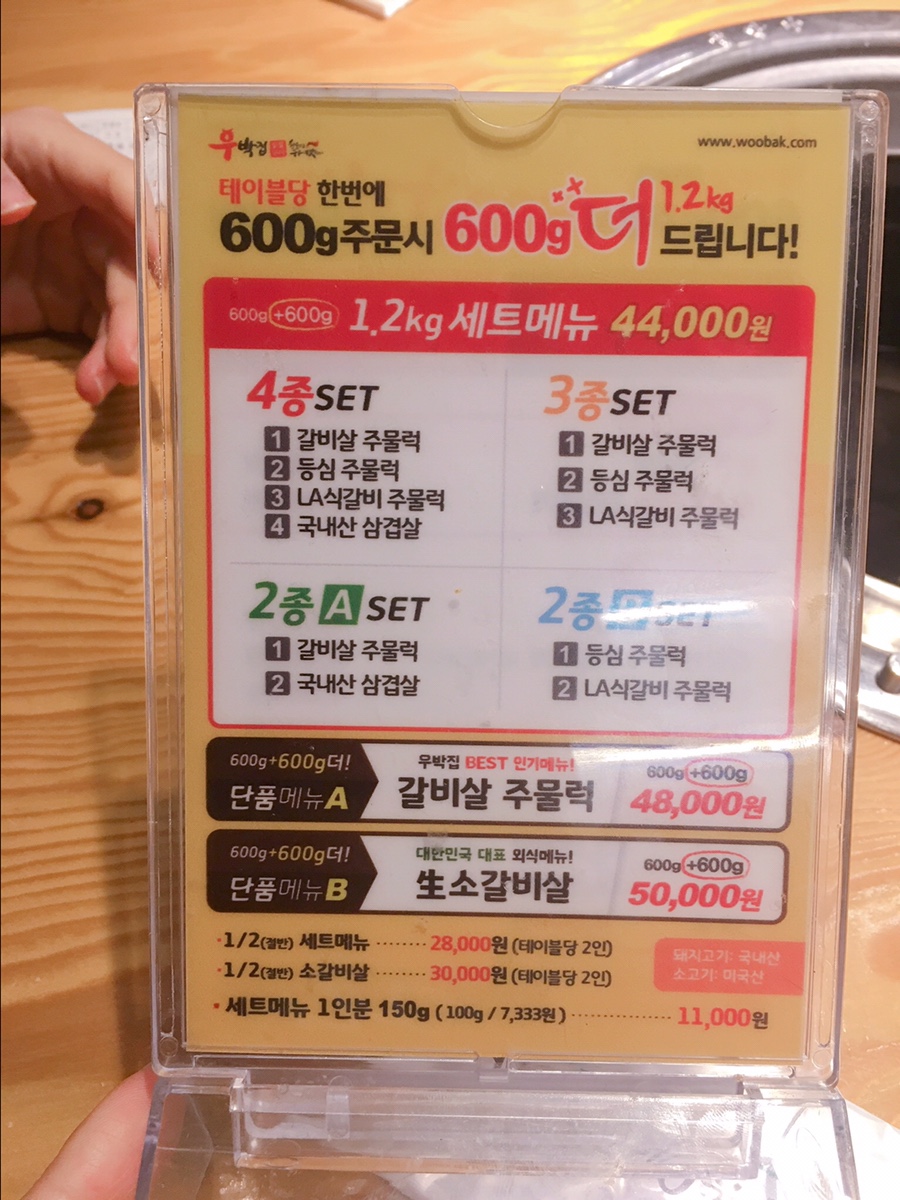 우박집
www.woobak.com
테이블당 한번에
600g주문시 600g더 1.2kg 드립니다!
600g +600g 1.2kg 세트메뉴 44,000원
4종SET
1 갈비살 주물럭
2 등심 주물럭
3 LA식갈비 주물럭
4 국내산 삼겹살
3종SET
1 갈비살 주물럭
2 등심 주물럭
3 LA식갈비 주물럭
2종 A SET
1 갈비살 주물럭
2 국내산 삼겹살
2종 B SET
1 등심 주물럭
2 LA식갈비 주물럭
600g+600g더!
단품메뉴A
우박집 BEST 인기메뉴!
갈비살 주물럭
600g +600g
48,000원
600g+600g더!
단품메뉴B
대한민국 대표 외식메뉴!
生소갈비살
600g +600g
50,000원
·1/2(절반) 세트메뉴 ········ 28,000원 (테이블당 2인)
·1/2(절반) 소갈비살 ········ 30,000원 (테이블당 2인)
돼지고기: 국내산
소고기: 미국산
· 세트메뉴 1인분 150g ( 100g / 7,333원 ) ················ 11,000원